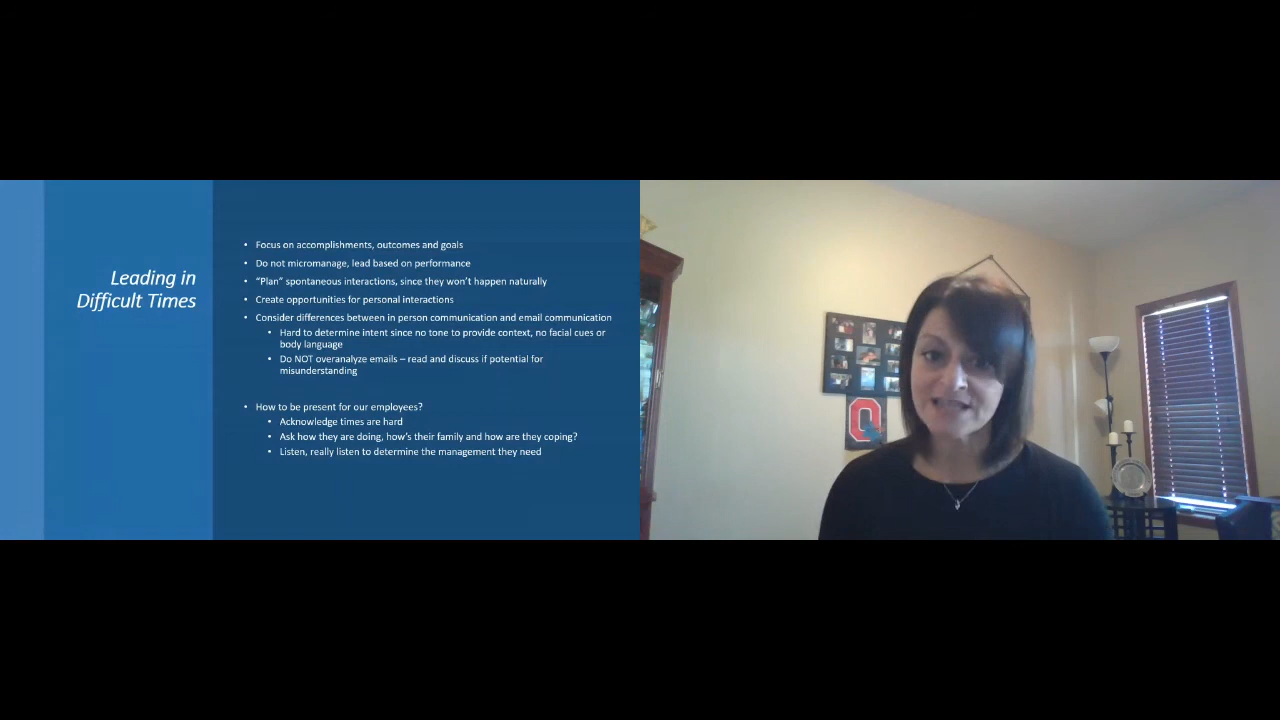 Leading in
Difficult Times
• Focus on accomplishments, outcomes and goals
• Do not micromanage, lead based on performance
• “Plan” spontaneous interactions, since they won’t happen naturally
• Create opportunities for personal interactions
• Consider differences between in person communication and email communication
• Hard to determine intent since no tone to provide context, no facial cues or
body language
• Do NOT overanalyze emails – read and discuss if potential for
misunderstanding
• How to be present for our employees?
• Acknowledge times are hard
• Ask how they are doing, how’s their family and how are they coping?
• Listen, really listen to determine the management they need
O